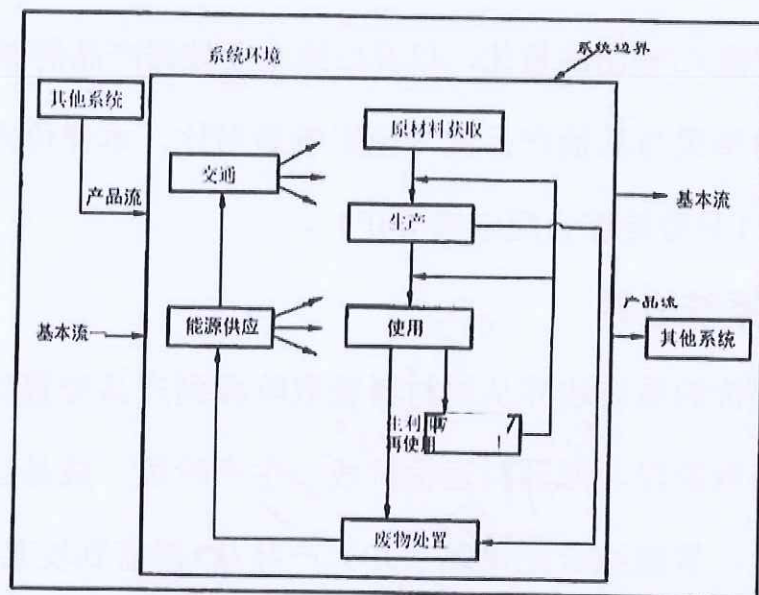 系统环境
系统边界
其他系统
原材料获取
交通
产品流
基本流
生产
产品流
基本流
能源供应
使用
其他系统
再使用
废物处置